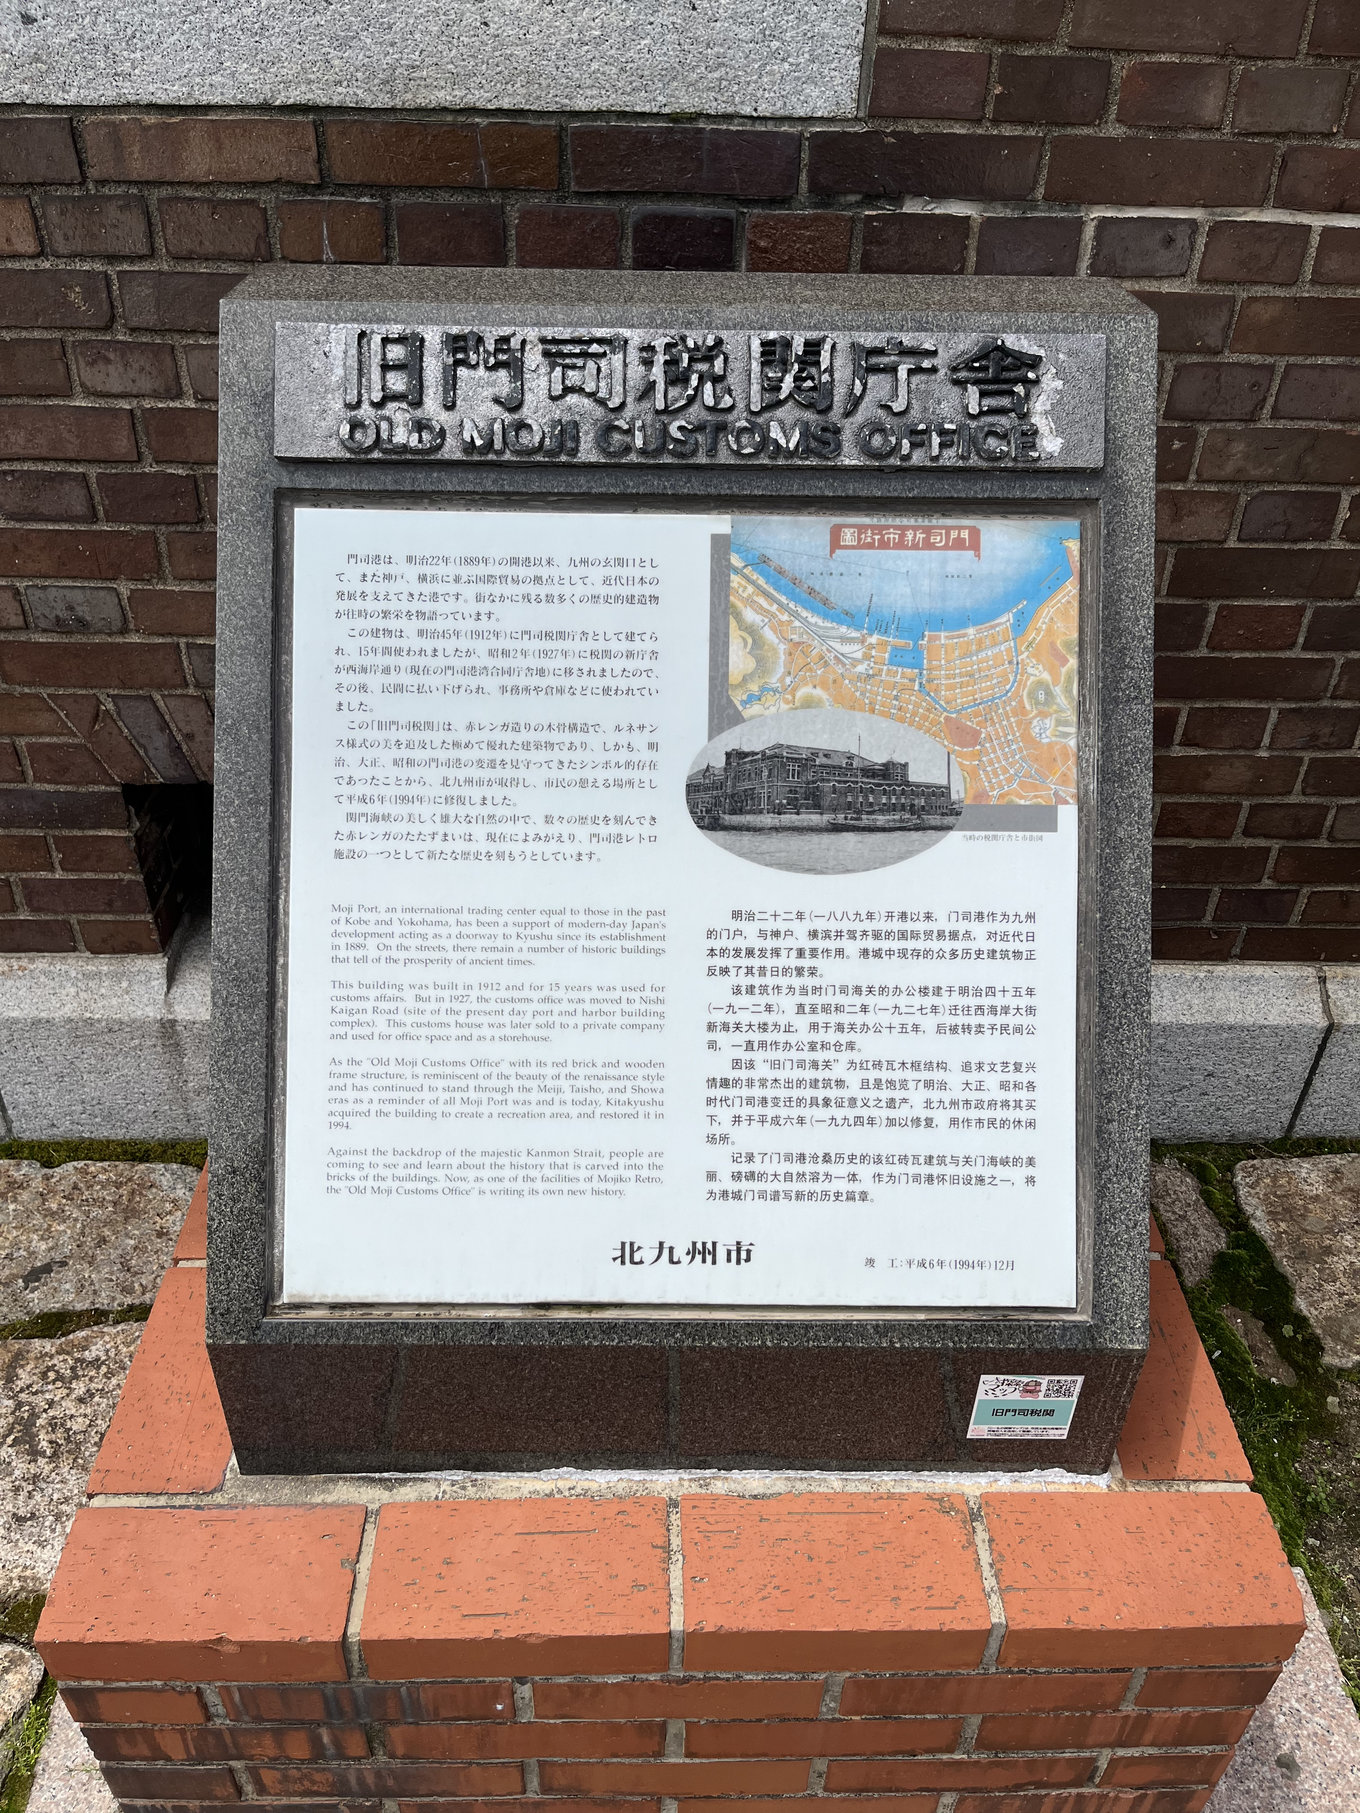 旧門司税関庁舎
OLD MOJI CUSTOMS OFFICE
門司港は、明治22年(1889年)の開港以来、九州の玄関口とし
て、また神戸、横浜に並ぶ国際貿易の拠点として、近代日本の
発展を支えてきた港です。街なかに残る数多くの歴史的建造物
が往時の繁栄を物語っています。
この建物は、明治45年(1912年)に門司税関庁舎として建てら
れ、15年間使われましたが、昭和2年(1927年)に税関の新庁舎
が西海岸通り(現在の門司港湾合同庁舎地)に移されましたので、
その後、民間に払い下げられ、事務所や倉庫などに使われてい
ました。
この「旧門司税関」は、赤レンガ造りの木骨構造で、ルネサン
ス様式の美を追及した極めて優れた建築物であり、しかも、明
治、大正、昭和の門司港の変遷を見守ってきたシンボル的存在
であったことから、北九州市が取得し、市民の憩える場所とし
て平成6年(1994年)に修復しました。
関門海峡の美しく雄大な自然の中で、数々の歴史を刻んできた
赤レンガのたたずまいは、現在によみがえり、門司港レトロ
施設の一つとして新たな歴史を刻もうとしています。
門司新市街圖
当時の税関庁舎と市街図
Moji Port, an international trading center equal to those in the past
of Kobe and Yokohama, has been a support of modern-day Japan's
development acting as a doorway to Kyushu since its establishment
in 1889. On the streets, there remain a number of historic buildings
that tell of the prosperity of ancient times.
This building was built in 1912 and for 15 years was used for
customs affairs. But in 1927, the customs office was moved to Nishi
Kaigan Road (site of the present day port and harbor building
complex). This customs house was later sold to a private company
and used for office space and as a storehouse.
As the "Old Moji Customs Office" with its red brick and wooden
frame structure, is reminiscent of the beauty of the renaissance style
and has continued to stand through the Meiji, Taisho, and Showa
eras as a reminder of all Moji Port was and is today, Kitakyushu
acquired the building to create a recreation area, and restored it in
1994.
Against the backdrop of the majestic Kanmon Strait, people are
coming to see and learn about the history that is carved into the
bricks of the buildings. Now, as one of the facilities of Mojiko Retro,
the "Old Moji Customs Office" is writing its own new history.
明治二十二年(一八八九年)开港以来，门司港作为九州
的门户，与神户、横滨并驾齐驱的国际贸易据点，对近代日
本的发展发挥了重要作用。港城中现存的众多历史建筑物正
反映了其昔日的繁荣。
该建筑作为当时门司海关的办公楼建于明治四十五年
(一九一二年)，直至昭和二年(一九二七年)迁往西海岸大街
新海关大楼为止，用于海关办公十五年，后被转卖予民间公
司，一直用作办公室和仓库。
因该“旧门司海关”为红砖瓦木框结构、追求文艺复兴
情趣的非常杰出的建筑物，且是饱览了明治、大正、昭和各
时代门司港变迁的具象征意义之遗产，北九州市政府将其买
下，并于平成六年(一九九四年)加以修复，用作市民的休闲
场所。
记录了门司港沧桑历史的该红砖瓦建筑与关门海峡的美
丽、磅礴的大自然溶为一体，作为门司港怀旧设施之一，将
为港城门司谱写新的历史篇章。
北九州市
竣 工:平成6年(1994年)12月
旧門司税関